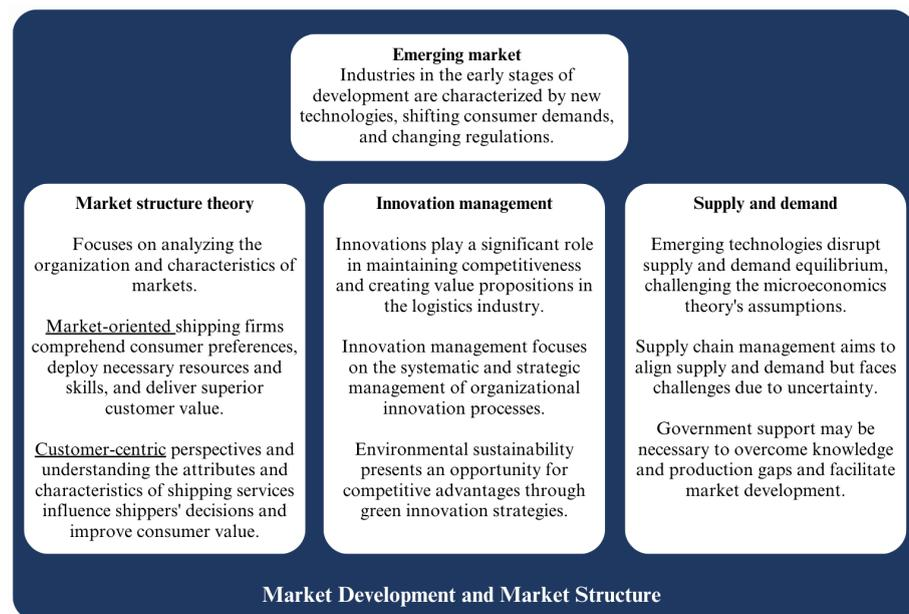 Emerging market
Industries in the early stages of
development are characterized by new
technologies, shifting consumer demands,
and changing regulations.
Market structure theory
Focuses on analyzing the
organization and characteristics of
markets.
Market-oriented shipping firms
comprehend consumer preferences,
deploy necessary resources and
skills, and deliver superior
customer value.
Customer-centric perspectives and
understanding the attributes and
characteristics of shipping services
influence shippers' decisions and
improve consumer value.
Innovation management
Innovations play a significant role
in maintaining competitiveness
and creating value propositions in
the logistics industry.
Innovation management focuses
on the systematic and strategic
management of organizational
innovation processes.
Environmental sustainability
presents an opportunity for
competitive advantages through
green innovation strategies.
Supply and demand
Emerging technologies disrupt
supply and demand equilibrium,
challenging the microeconomics
theory's assumptions.
Supply chain management aims to
align supply and demand but faces
challenges due to uncertainty.
Government support may be
necessary to overcome knowledge
and production gaps and facilitate
market development.
Market Development and Market Structure